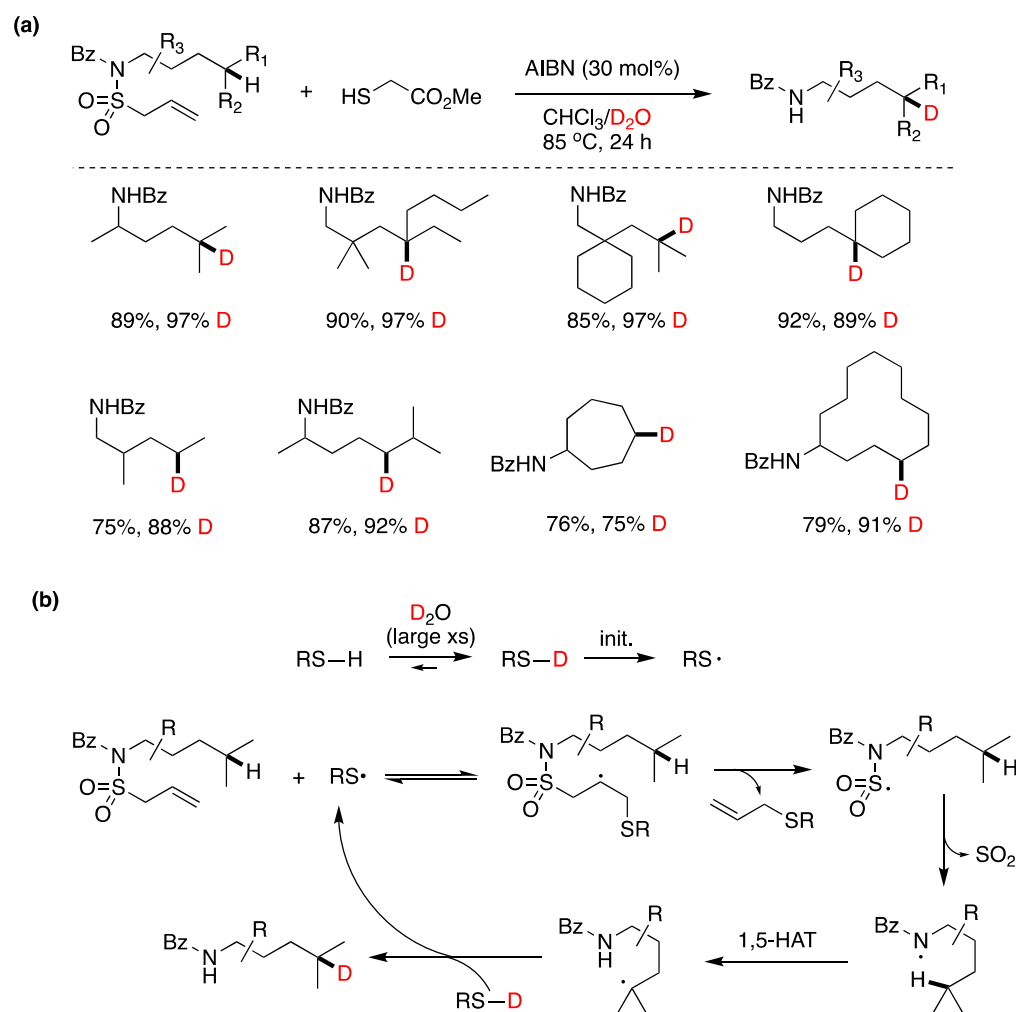 (a)
Bz N R3 R1 H R2
O S O
+
HS CO2Me
AIBN (30 mol%)
CHCl3/D2O
85 °C, 24 h
Bz NH R3 R1 D R2
NHBz D
89%, 97% D
NHBz D
90%, 97% D
NHBz D
85%, 97% D
NHBz D
92%, 89% D
NHBz D
75%, 88% D
NHBz D
87%, 92% D
BzHN D
76%, 75% D
BzHN D
79%, 91% D
(b)
D2O
(large xs)
RS–H
RS–D
init.
RS•
Bz N R H
O S O
+ RS•
Bz N R H
O S O
• SR
SR
Bz N R H
O S• O
SO2
Bz N• R H
1,5-HAT
Bz NH R •
RS–D
Bz NH R D